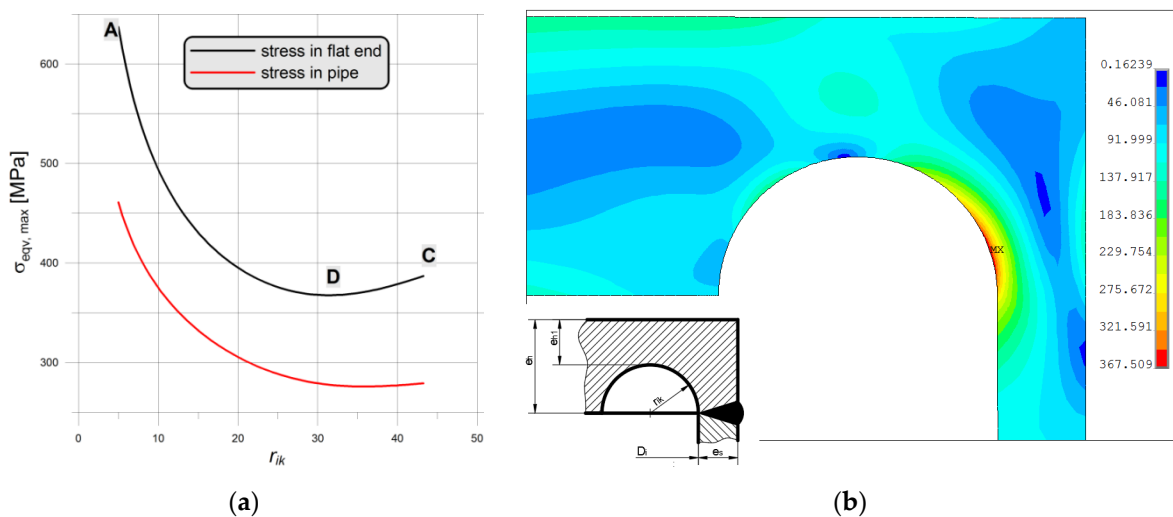 A
stress in flat end
stress in pipe
600
500
400
300
D
C
σeqv, max [MPa]
0
10
20
30
40
50
rik
(a)
0.16239
46.081
91.999
137.917
183.836
229.754
275.672
321.591
367.509
MX
eh
eh1
rik
Di
es
(b)